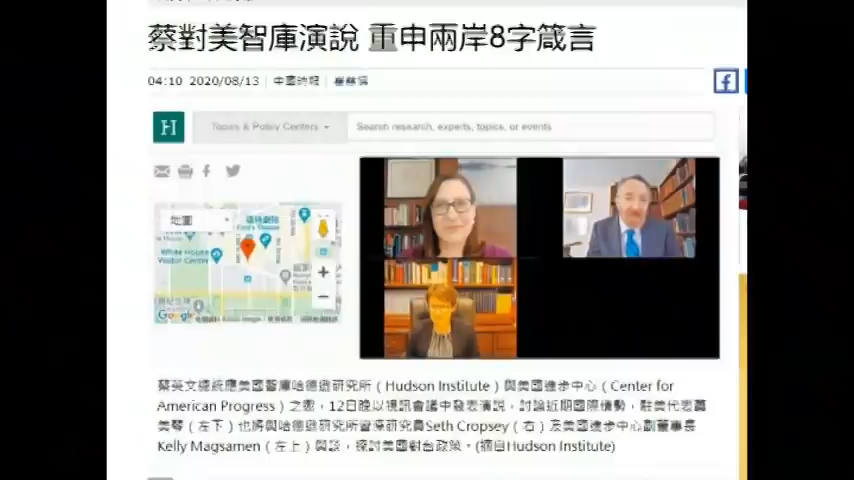 蔡對美智庫演說 重申兩岸8字箴言
04:10 2020/08/13 中國時報
H Topics & Policy Centers Search research, experts, topics, or events
地圖
White House
Visitor Center
Google
蔡英文總統應美國智庫哈德遜研究所（Hudson Institute）與美國進步中心（Center for
American Progress）之邀，12日晚以視訊會議中發表演說，討論近期國際情勢，駐美代表蕭
美琴（左下）也將與哈德遜研究所資深研究員Seth Cropsey（右）及美國進步中心副董事長
Kelly Magsamen（左上）與談，探討美國對台政策。(摘自Hudson Institute)